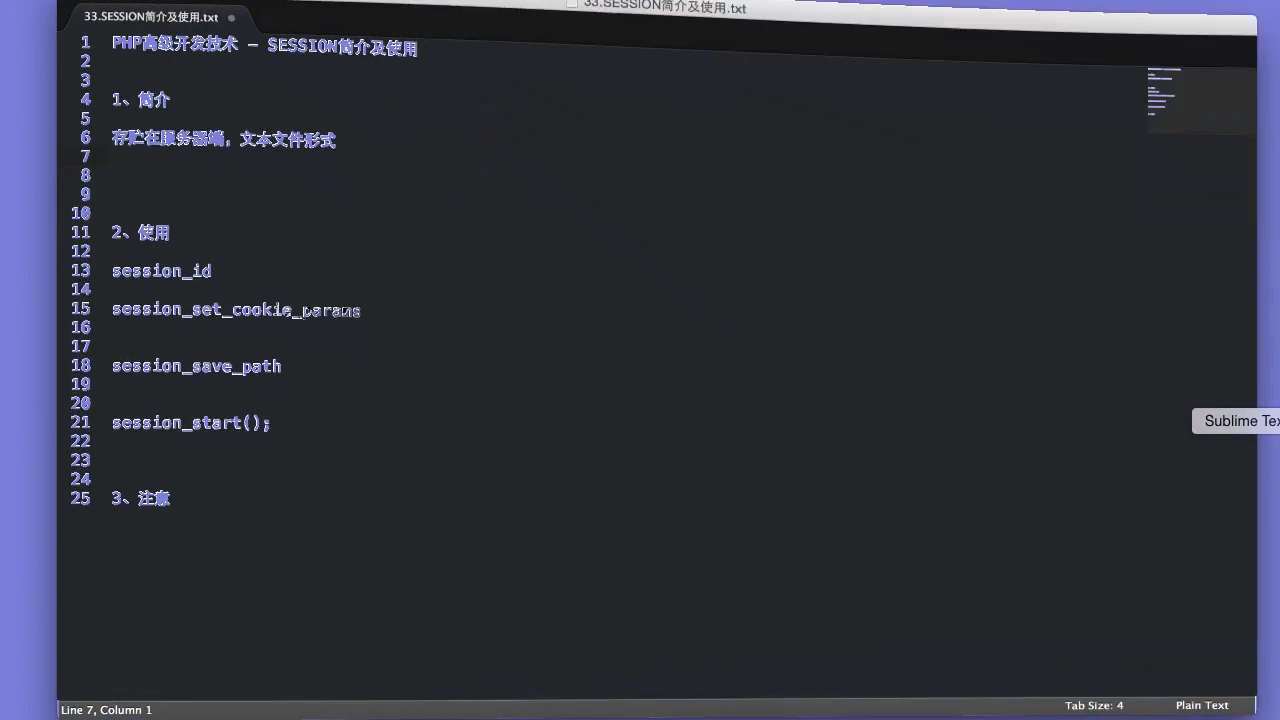 33.SESSION简介及使用.txt
33.SESSION简介及使用.txt
1 PHP高级开发技术 — SESSION简介及使用
2
3
4 1、简介
5
6 存贮在服务器端，文本文件形式
7
8
9
10
11 2、使用
12
13 session_id
14
15 session_set_cookie_params
16
17
18 session_save_path
19
20
21 session_start();
22
23
24
25 3、注意
Sublime Tex
Line 7, Column 1
Tab Size: 4
Plain Text